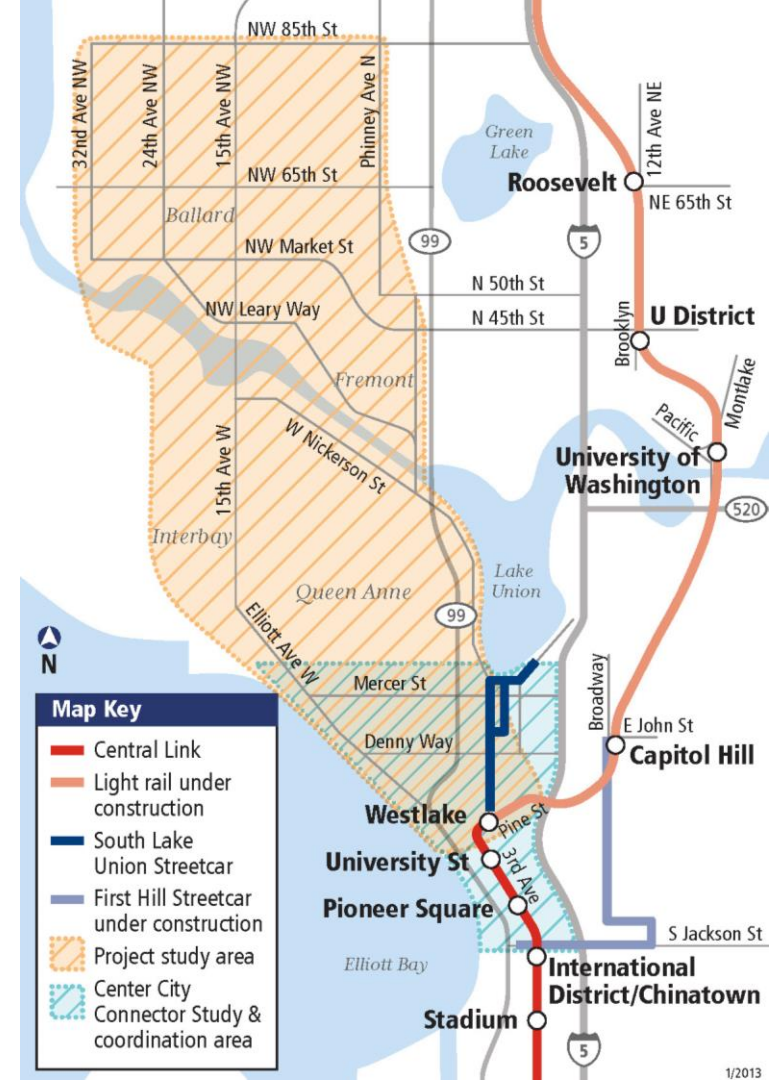 NW 85th St
32nd Ave NW
24th Ave NW
15th Ave NW
Phinney Ave N
Green
Lake
12th Ave NE
Roosevelt
NW 65th St
NE 65th St
Ballard
99
5
NW Market St
N 50th St
NW Leary Way
N 45th St
Brooklyn
U District
Fremont
Montlake
Pacific
W Nickerson St
University of
Washington
15th Ave W
520
Interbay
Queen Anne
Lake
Union
99
Elliott Ave W
N
Mercer St
Broadway
E John St
Denny Way
Capitol Hill
Westlake
Pine St
University St
3rd Ave
Pioneer Square
S Jackson St
Elliott Bay
International
District/Chinatown
Stadium
5
Map Key
Central Link
Light rail under
construction
South Lake
Union Streetcar
First Hill Streetcar
under construction
Project study area
Center City
Connector Study &
coordination area
1/2013